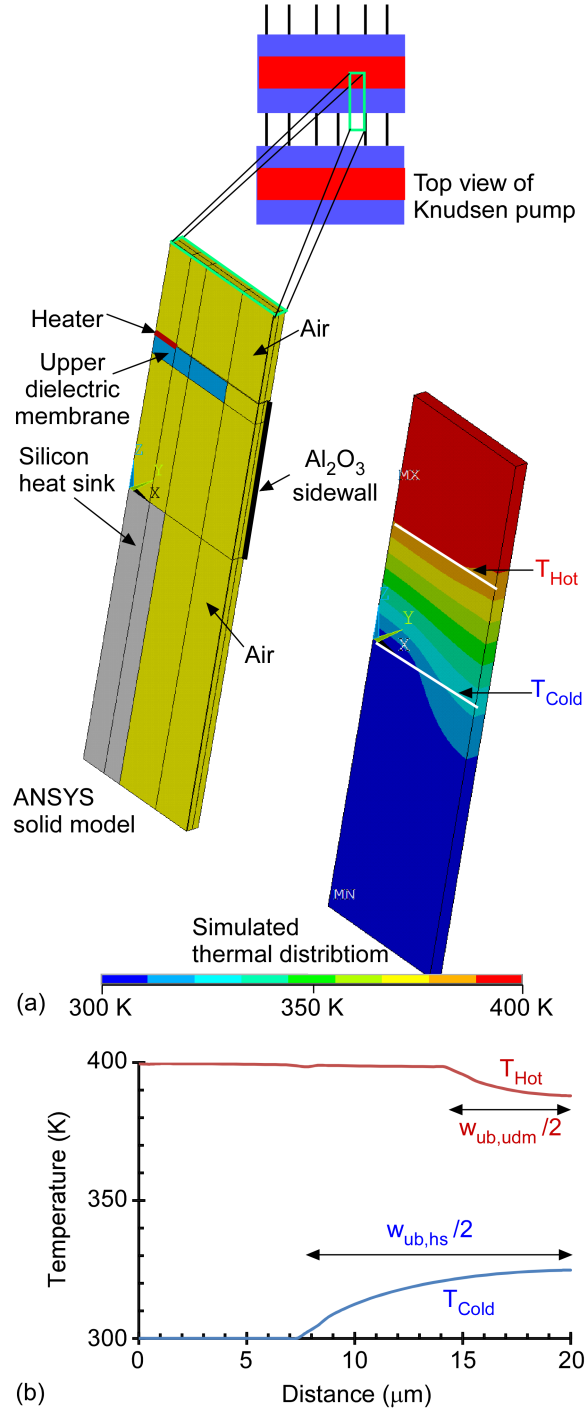 Top view of
Knudsen pump
Heater
Air
Upper
dielectric
membrane
Silicon
heat sink
Z
Y
X
Al2O3
sidewall
Air
ANSYS
solid model
MX
THot
Y
X
TCold
MN
Simulated
thermal distribtiom
(a)
300 K
350 K
400 K
400
THot
wub,udm /2
350
Temperature (K)
wub,hs /2
TCold
300
0
5
10
15
20
(b)
Distance (μm)